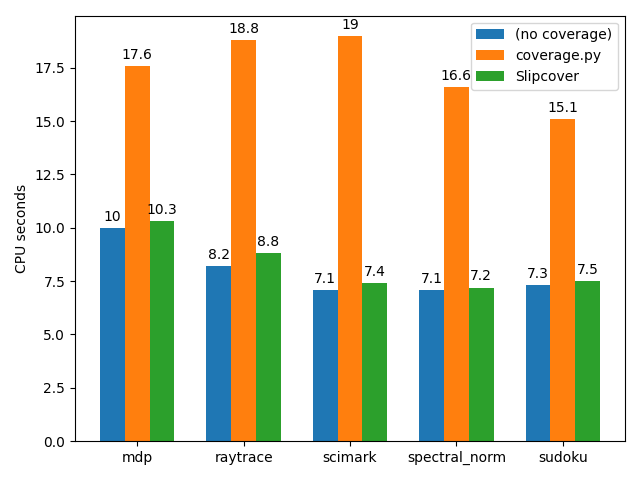 (no coverage)
coverage.py
Slipcover
CPU seconds
17.5
15.0
12.5
10.0
7.5
5.0
2.5
0.0
10
17.6
10.3
8.2
18.8
8.8
7.1
19
7.4
7.1
16.6
7.2
7.3
15.1
7.5
mdp
raytrace
scimark
spectral_norm
sudoku